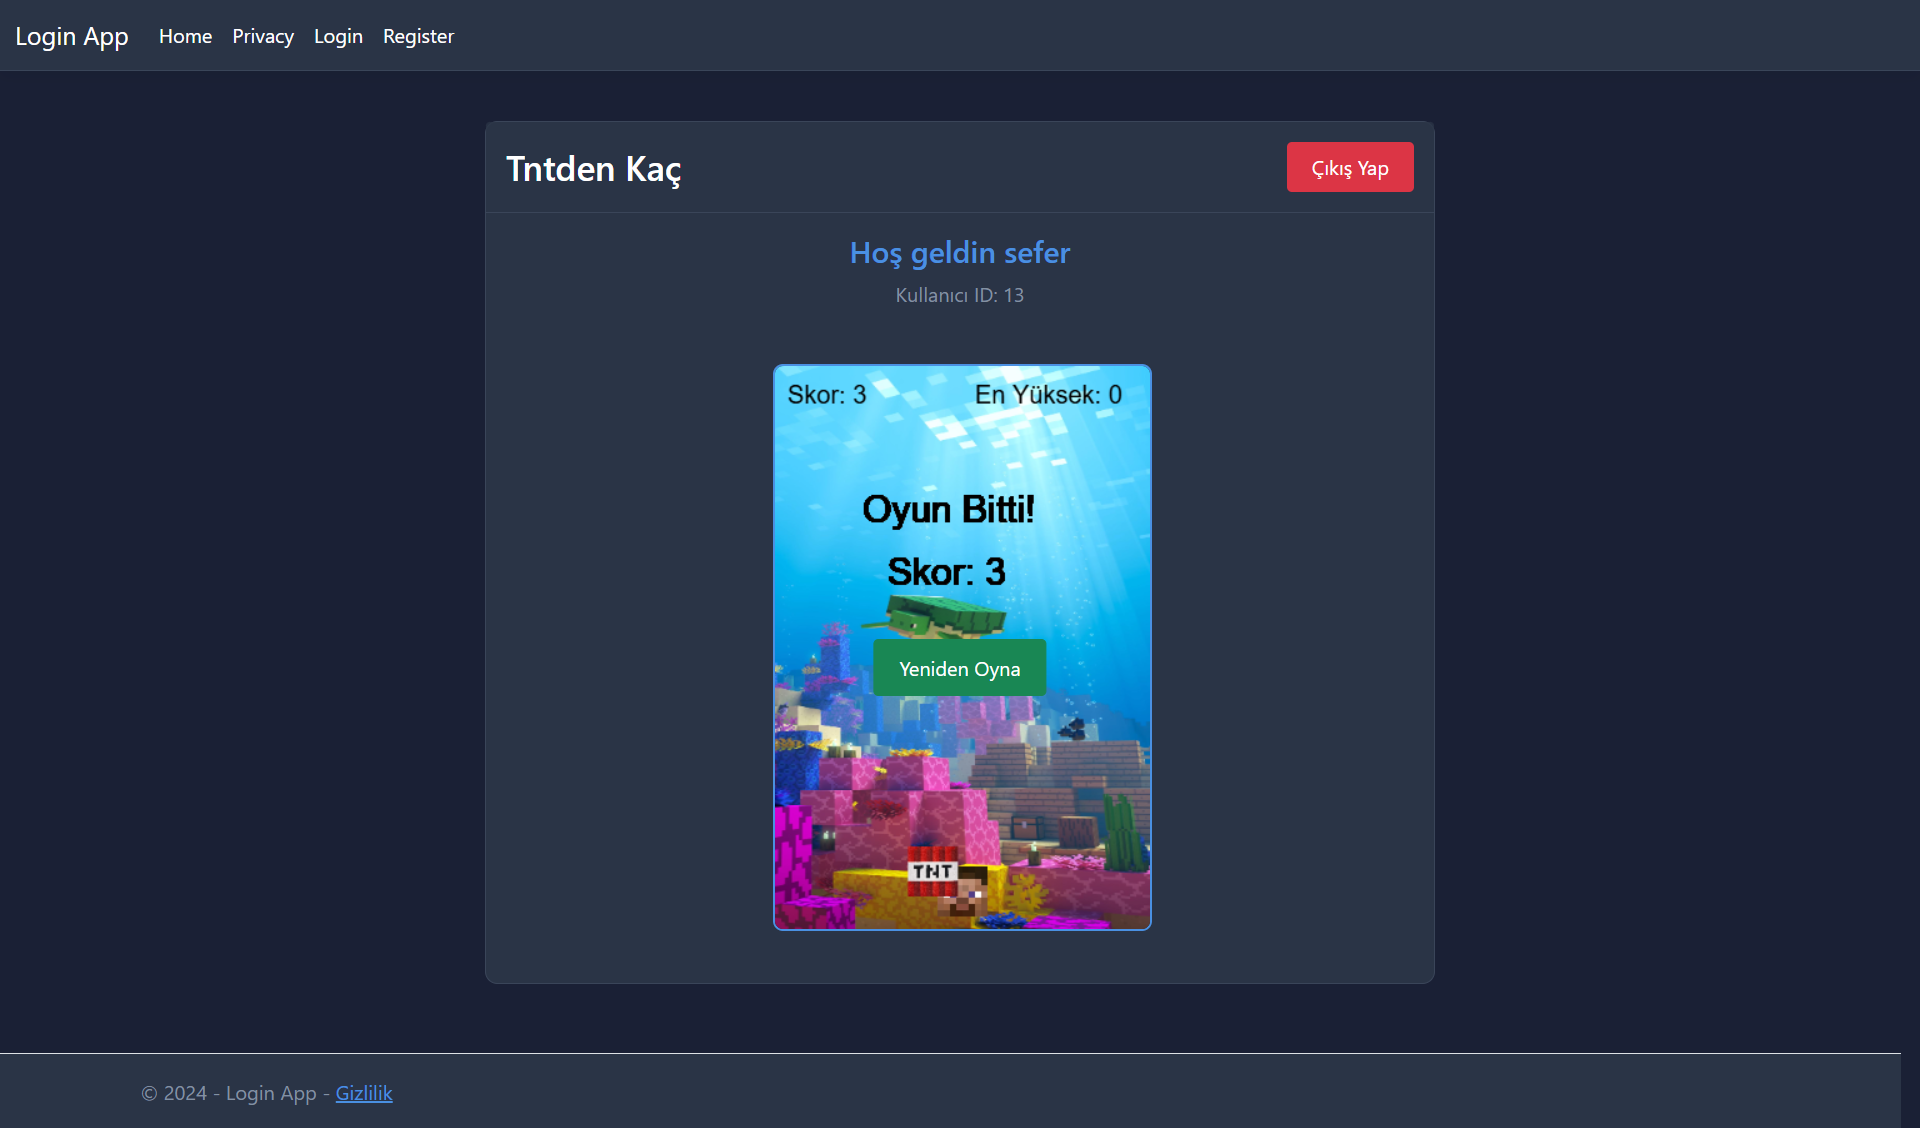 Login App Home Privacy Login Register
Tntden Kaç
Çıkış Yap
Hoş geldin sefer
Kullanıcı ID: 13
Skor: 3 En Yüksek: 0
Oyun Bitti!
Skor: 3
Yeniden Oyna
TNT
© 2024 - Login App - Gizlilik